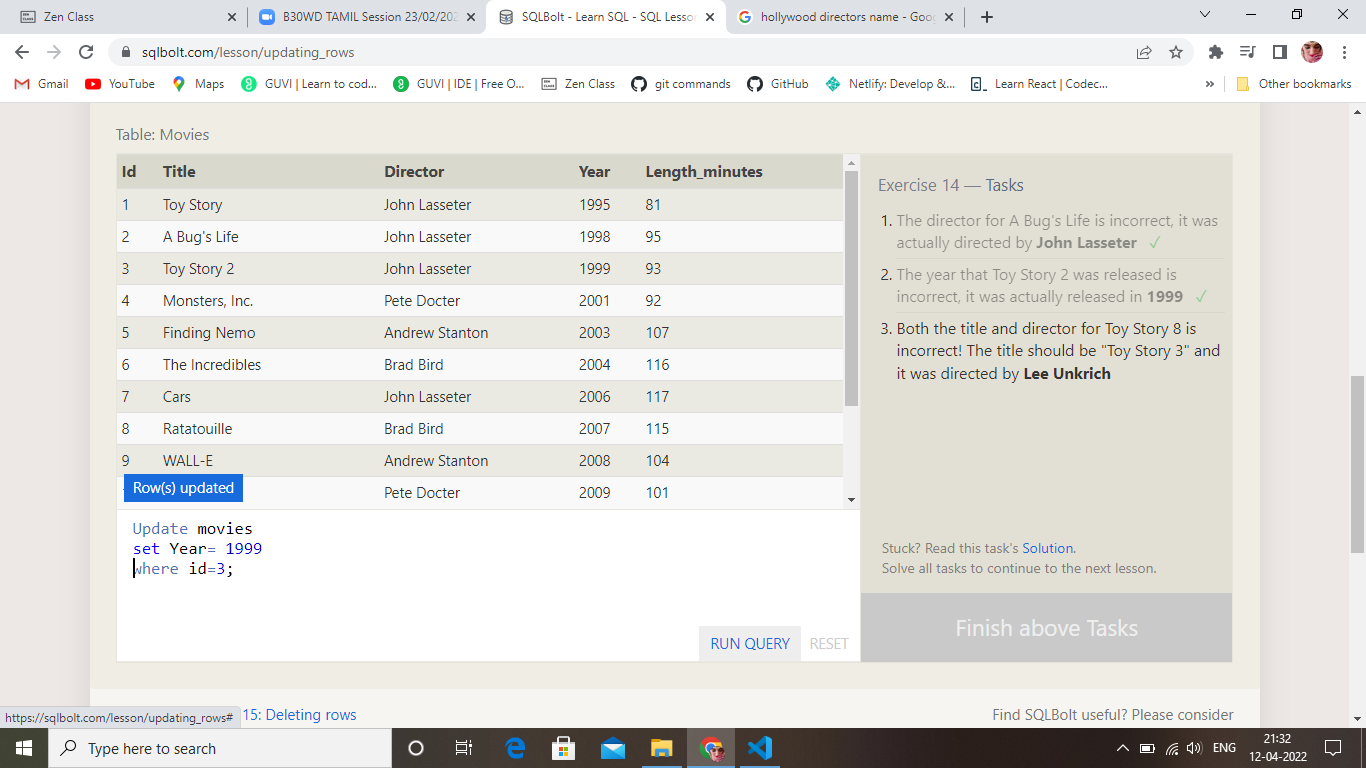 Zen Class
B30WD TAMIL Session 23/02/202
SQLBolt - Learn SQL - SQL Lesso
hollywood directors name - Goo
sqlbolt.com/lesson/updating_rows
Gmail YouTube Maps GUVI | Learn to cod... GUVI | IDE | Free O... Zen Class git commands GitHub Netlify: Develop &... Learn React | Codec... » Other bookmarks
Table: Movies
Id Title Director Year Length_minutes
1 Toy Story John Lasseter 1995 81
2 A Bug's Life John Lasseter 1998 95
3 Toy Story 2 John Lasseter 1999 93
4 Monsters, Inc. Pete Docter 2001 92
5 Finding Nemo Andrew Stanton 2003 107
6 The Incredibles Brad Bird 2004 116
7 Cars John Lasseter 2006 117
8 Ratatouille Brad Bird 2007 115
9 WALL-E Andrew Stanton 2008 104
Row(s) updated
Pete Docter 2009 101
Update movies
set Year= 1999
where id=3;
RUN QUERY RESET
Exercise 14 — Tasks
1. The director for A Bug's Life is incorrect, it was
actually directed by John Lasseter ✓
2. The year that Toy Story 2 was released is
incorrect, it was actually released in 1999 ✓
3. Both the title and director for Toy Story 8 is
incorrect! The title should be "Toy Story 3" and
it was directed by Lee Unkrich
Stuck? Read this task's Solution.
Solve all tasks to continue to the next lesson.
Finish above Tasks
https://sqlbolt.com/lesson/updating_rows# 15: Deleting rows
Find SQLBolt useful? Please consider
Type here to search
ENG
21:32
12-04-2022